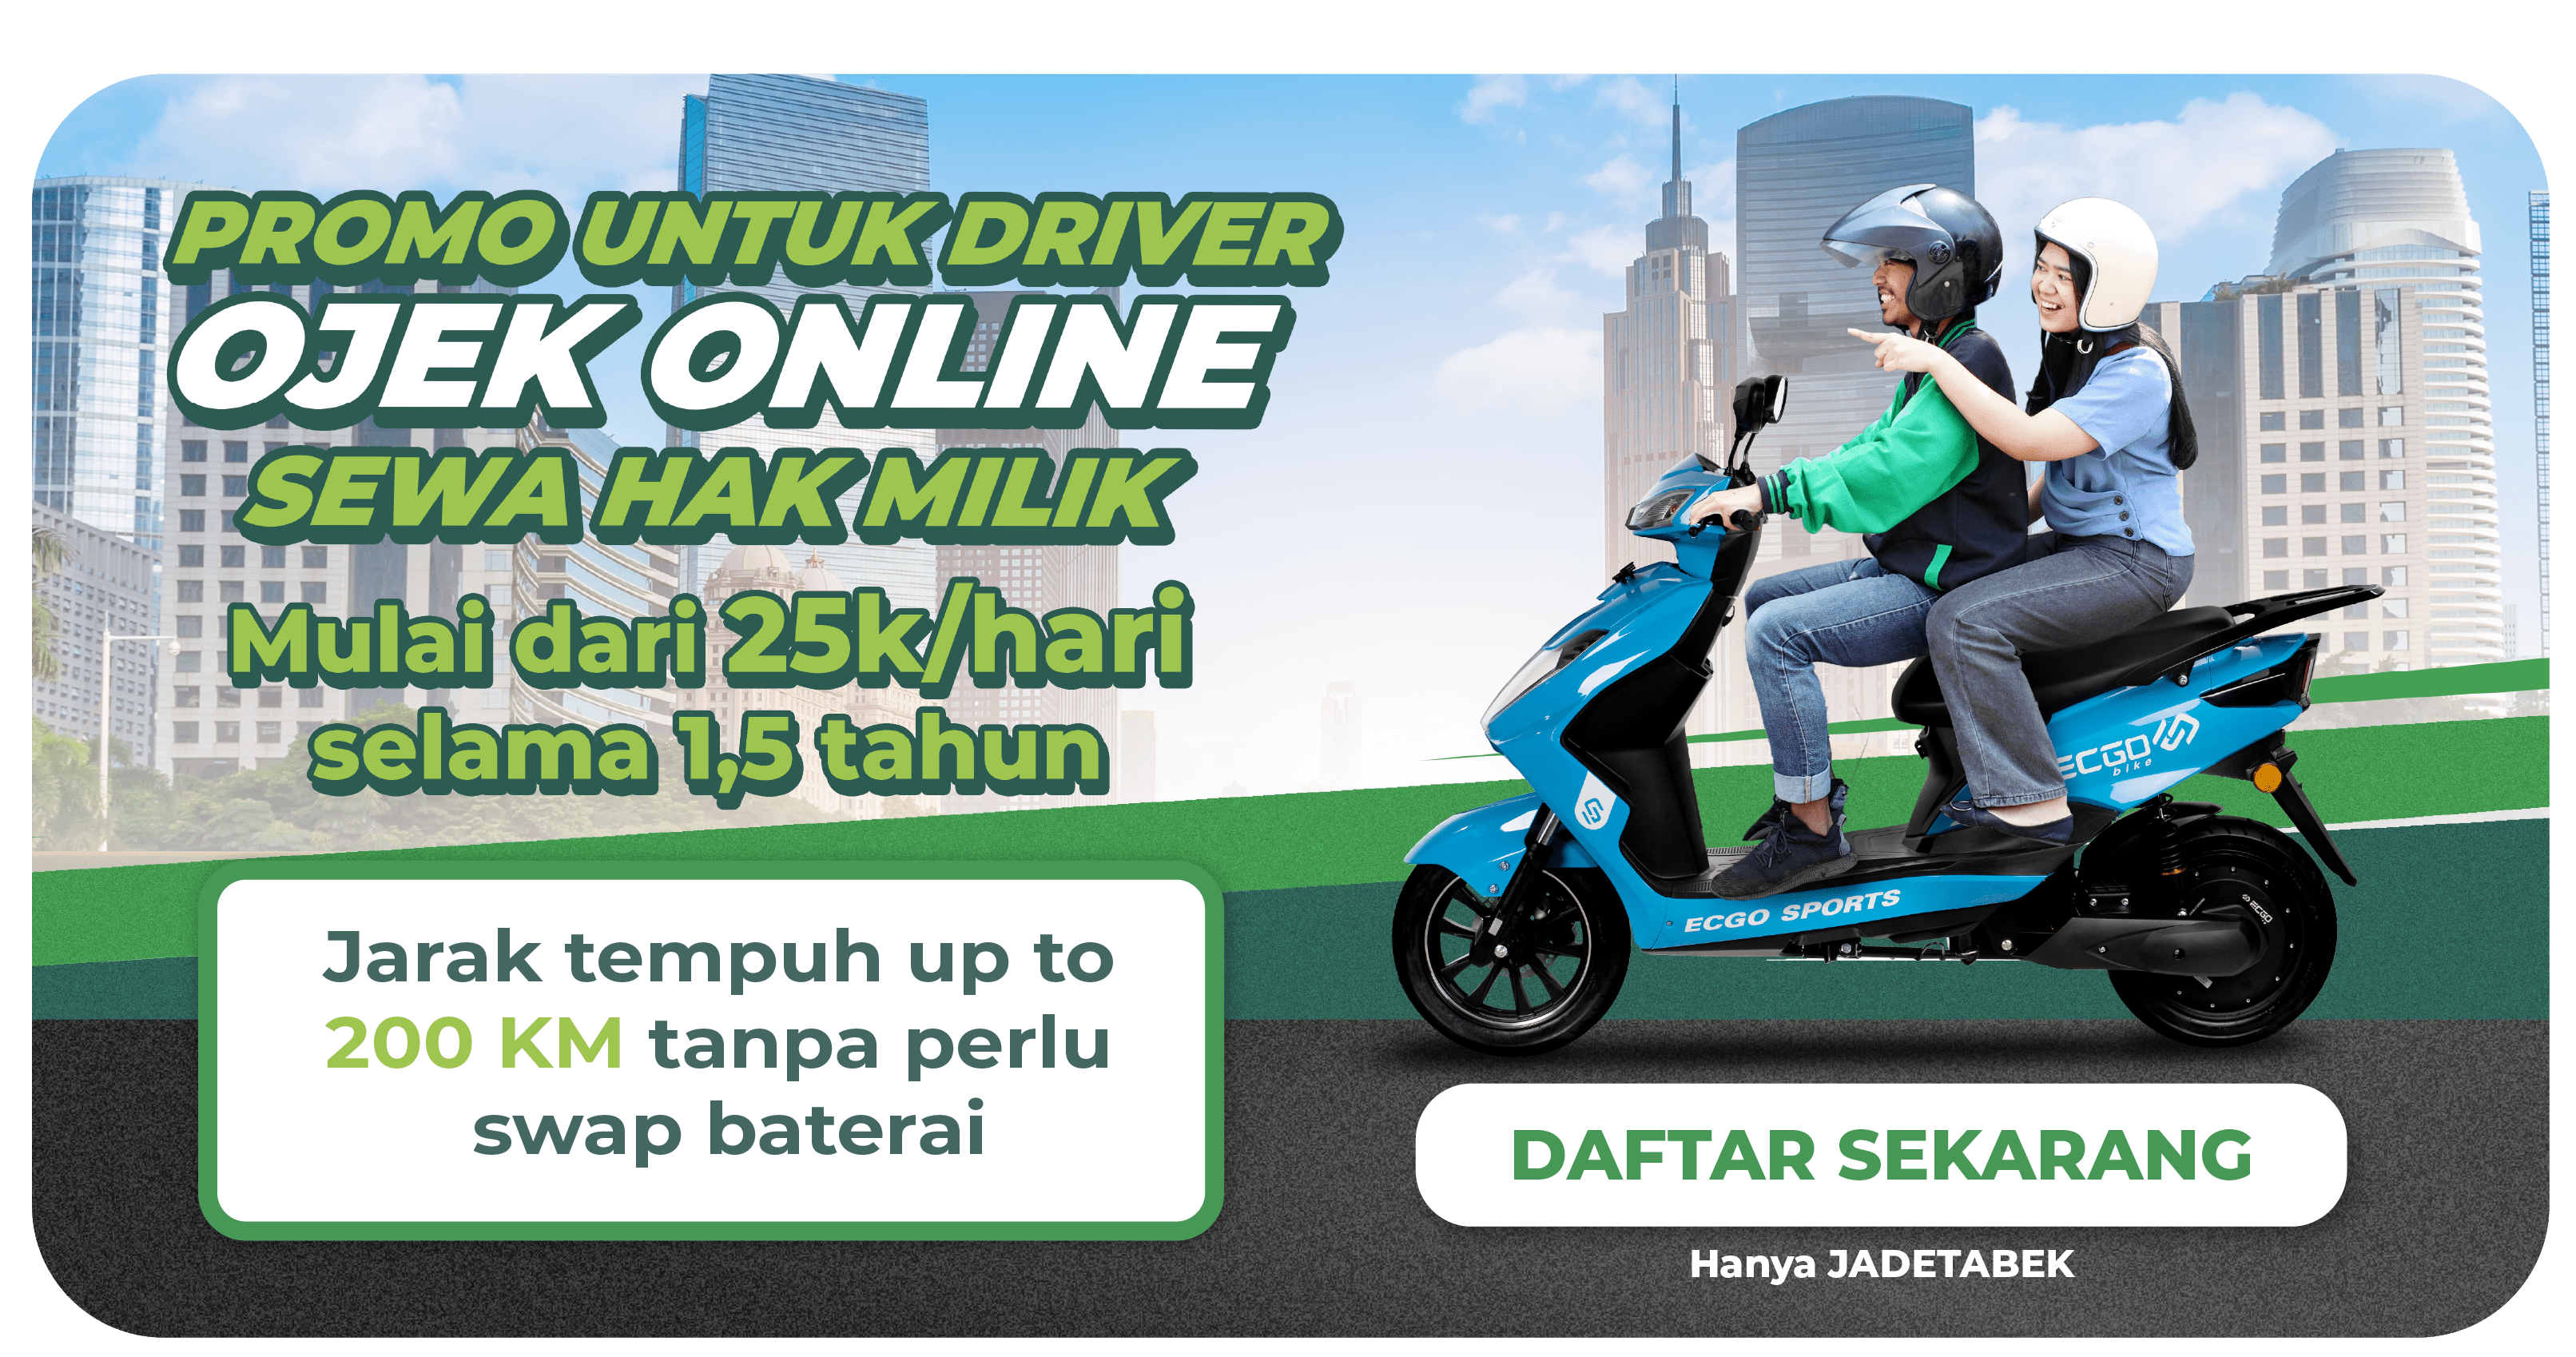 PROMO UNTUK DRIVER
OJEK ONLINE
SEWA HAK MILIK
Mulai dari 25k/hari
selama 1,5 tahun
Jarak tempuh up to
200 KM tanpa perlu
swap baterai
ECGO
bike
ECGO SPORTS
ECGO
DAFTAR SEKARANG
Hanya JADETABEK